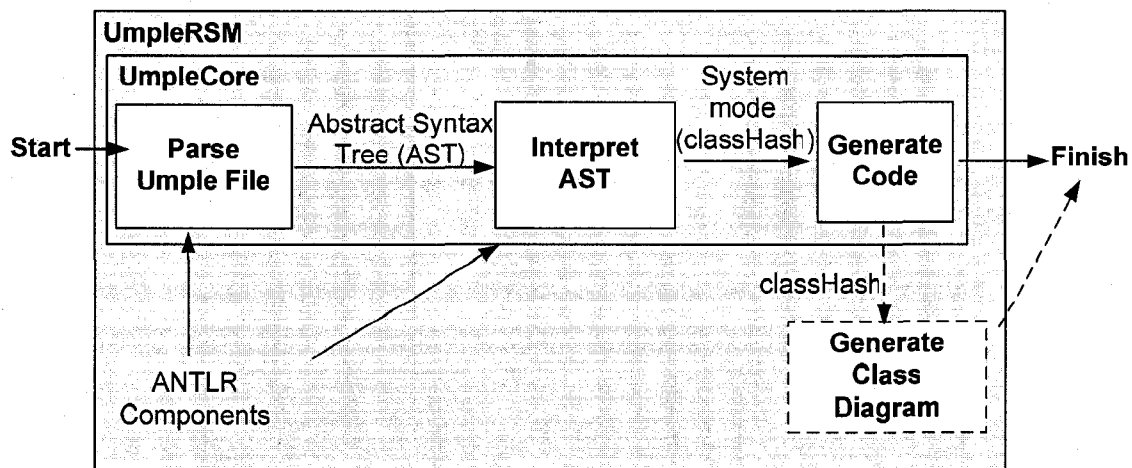 UmpleRSM
UmpleCore
Start
Parse
Umple File
Abstract Syntax
Tree (AST)
Interpret
AST
System
mode
(classHash)
Generate
Code
Finish
classHash
Generate
Class
Diagram
ANTLR
Components